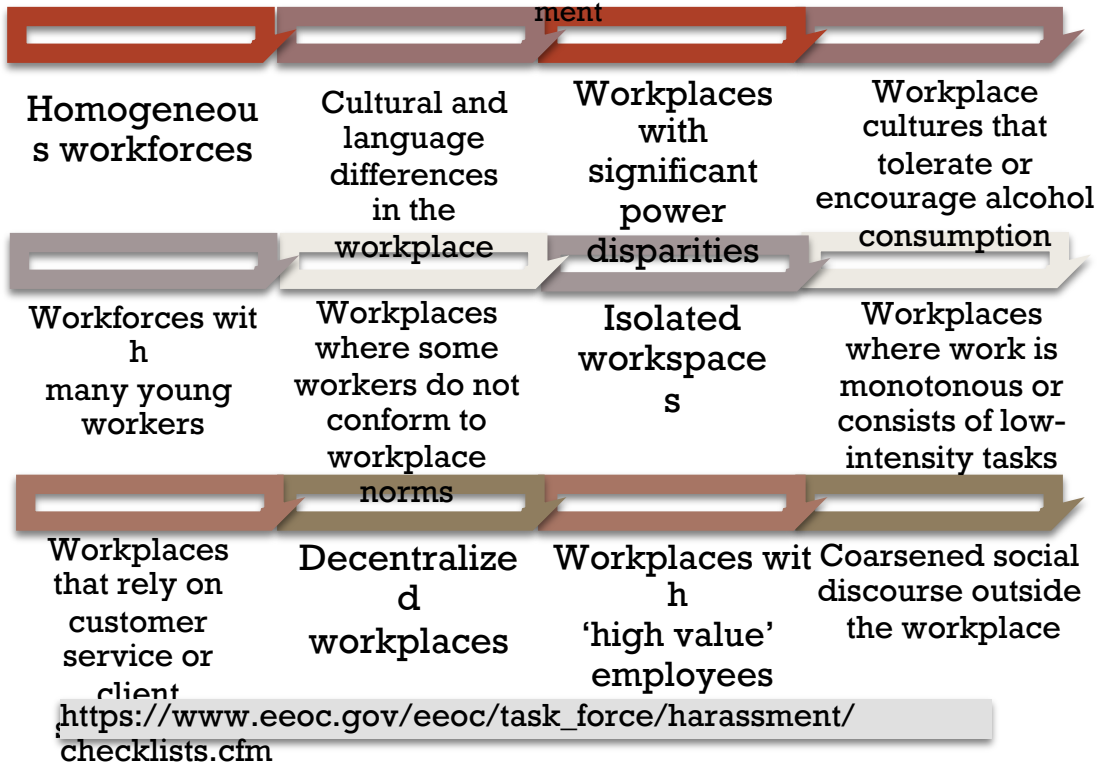 ment
Homogeneou
s workforces
Cultural and
language
differences
in the
workplace
Workplaces
with
significant
power
disparities
Workplace
cultures that
tolerate or
encourage alcohol
consumption
Workforces wit
h
many young
workers
Workplaces
where some
workers do not
conform to
workplace
norms
Isolated
workspace
s
Workplaces
where work is
monotonous or
consists of low-
intensity tasks
Workplaces
that rely on
customer
service or
client
Decentralize
d
workplaces
Workplaces wit
h
‘high value’
employees
Coarsened social
discourse outside
the workplace
https://www.eeoc.gov/eeoc/task_force/harassment/
checklists.cfm